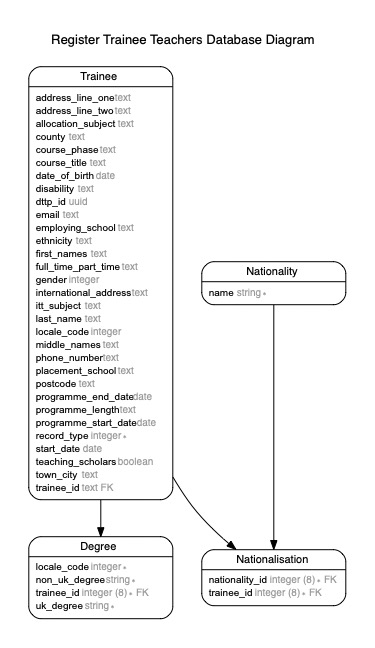 Register Trainee Teachers Database Diagram
Trainee
address_line_one text
address_line_two text
allocation_subject text
county text
course_phase text
course_title text
date_of_birth date
disability text
dttp_id uuid
email text
employing_school text
ethnicity text
first_names text
full_time_part_time text
gender integer
international_address text
itt_subject text
last_name text
locale_code integer
middle_names text
phone_number text
placement_school text
postcode text
programme_end_date date
programme_length text
programme_start_date date
record_type integer *
start_date date
teaching_scholars boolean
town_city text
trainee_id text FK
Nationality
name string *
Degree
locale_code integer *
non_uk_degree string *
trainee_id integer (8) * FK
uk_degree string *
Nationalisation
nationality_id integer (8) * FK
trainee_id integer (8) * FK